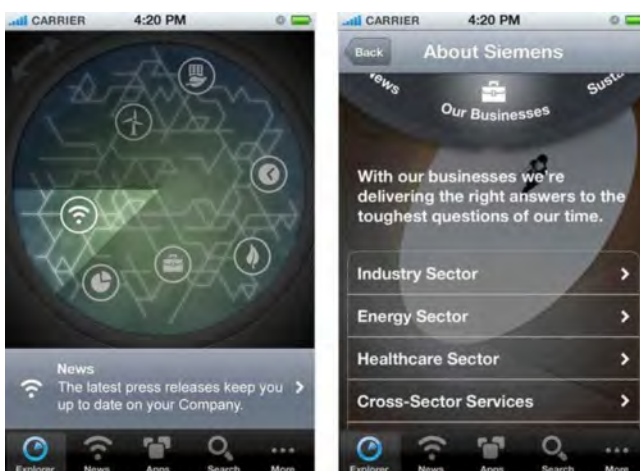 CARRIER 4:20 PM
News
The latest press releases keep you
up to date on your Company.
Explorer News Apps Search More
CARRIER 4:20 PM
Back About Siemens
News Our Businesses
With our businesses we're
delivering the right answers to the
toughest questions of our time.
Industry Sector
Energy Sector
Healthcare Sector
Cross-Sector Services
Explorer News Apps Search More